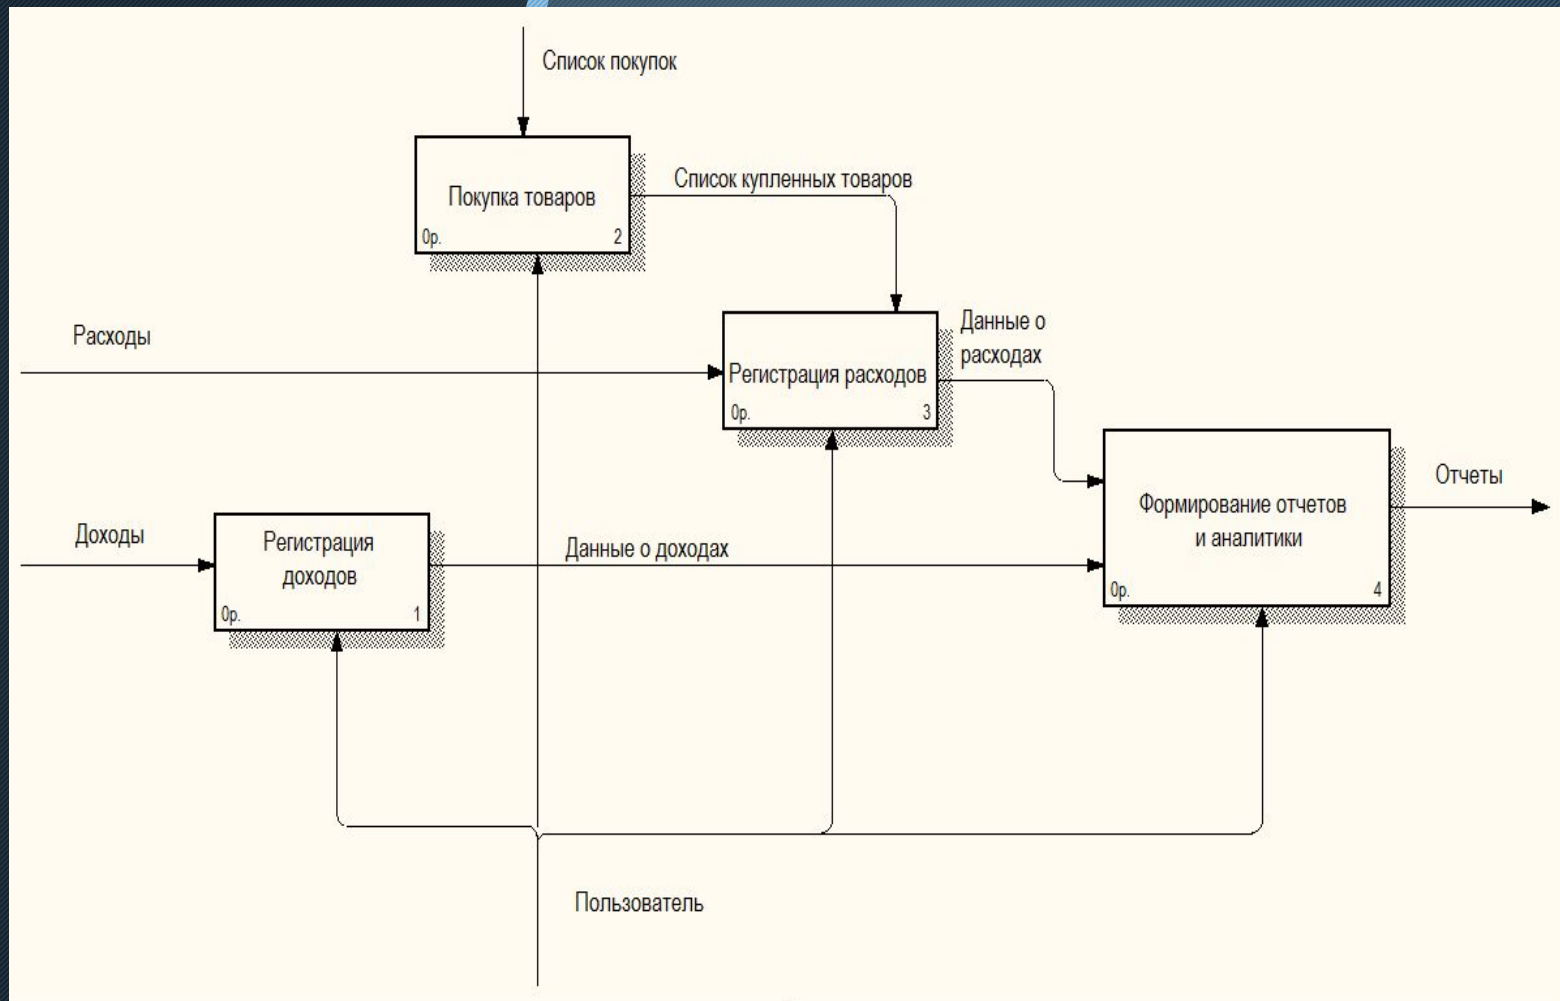 Список покупок
Покупка товаров
0р.
2
Список купленных товаров
Расходы
Регистрация расходов
0р.
3
Данные о
расходах
Доходы
Регистрация
доходов
0р.
1
Данные о доходах
Формирование отчетов
и аналитики
0р.
4
Отчеты
Пользователь